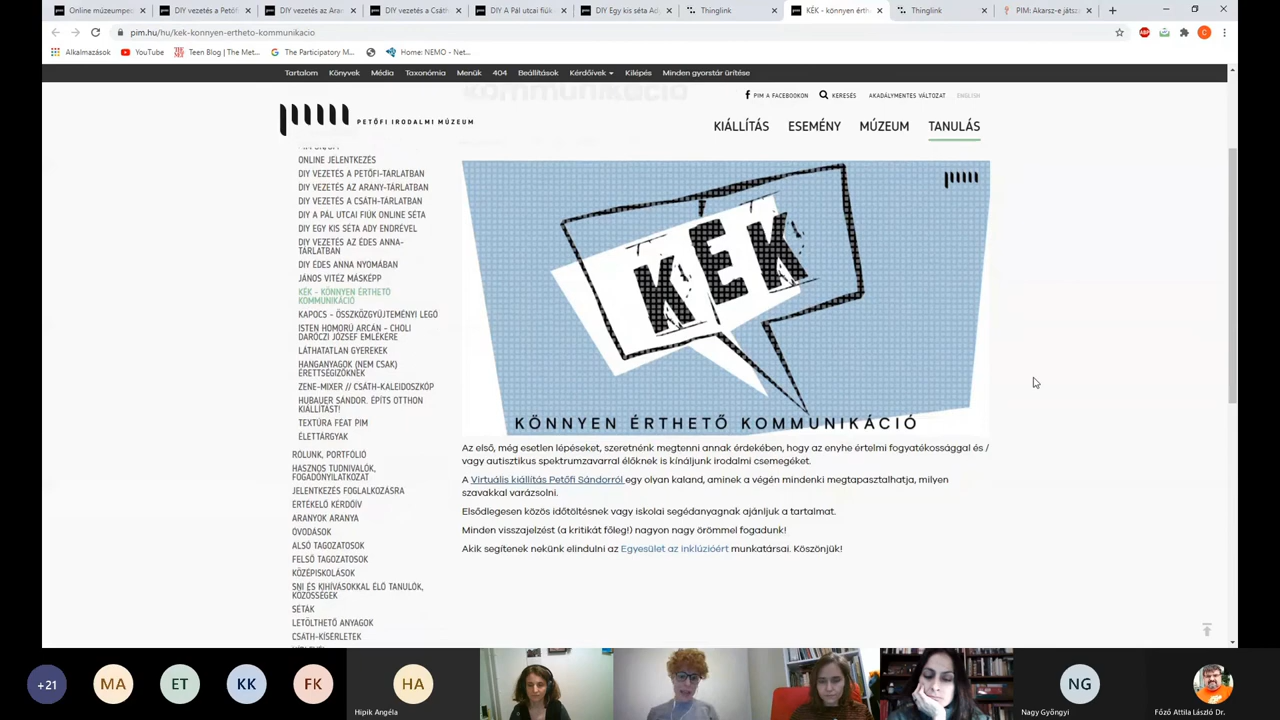 Online múzeumped
DIY vezetés a Petőf
DIY vezetés az Aran
DIY vezetés a Csáth
DIY A Pál utcai fiúk
DIY Egy kis séta Ady
Thinglink
KÉK - könnyen érth
Thinglink
PIM: Akarsz-e játsz
pim.hu/hu/kek-konnyen-ertheto-kommunikacio
Alkalmazások
YouTube
Teen Blog | The Met...
The Participatory M...
Home: NEMO - Net...
Tartalom Könyvek Média Taxonómia Menük 404 Beállítások Kérdőívek Kilépés Minden gyorstár ürítése
kommunikáció
PIM A FACEBOOKON KERESÉS AKADÁLYMENTES VÁLTOZAT ENGLISH
PETŐFI IRODALMI MÚZEUM
KIÁLLÍTÁS ESEMÉNY MÚZEUM TANULÁS
ONLINE JELENTKEZÉS
DIY VEZETÉS A PETŐFI-TÁRLATBAN
DIY VEZETÉS AZ ARANY-TÁRLATBAN
DIY VEZETÉS A CSÁTH-TÁRLATBAN
DIY A PÁL UTCAI FIÚK ONLINE SÉTA
DIY EGY KIS SÉTA ADY ENDRÉVEL
DIY VEZETÉS AZ ÉDES ANNA-
TÁRLATBAN
DIY ÉDES ANNA NYOMÁBAN
JÁNOS VITÉZ MÁSKÉPP
KÉK - KÖNNYEN ÉRTHETŐ
KOMMUNIKÁCIÓ
KAPOCS - ÖSSZKÖZGYŰJTEMÉNYI LEGÓ
ISTEN HOMORÚ ARCÁN - CHOLI
DARÓCZI JÓZSEF EMLÉKÉRE
LÁTHATATLAN GYEREKEK
HANGANYAGOK (NEM CSAK)
ÉRETTSÉGIZŐKNEK
ZENE-MIXER // CSÁTH-KALEIDOSZKÓP
HUBAUER SÁNDOR. ÉPÍTS OTTHON
KIÁLLÍTÁST!
TEXTÚRA FEAT PIM
ÉLETTÁRGYAK
RÓLUNK, PORTFÓLIÓ
HASZNOS TUDNIVALÓK,
FOGADÓNYILATKOZAT
JELENTKEZÉS FOGLALKOZÁSRA
ÉRTÉKELŐ KÉRDŐÍV
ARANYOK ARANYA
ÓVODÁSOK
ALSÓ TAGOZATOSOK
FELSŐ TAGOZATOSOK
KÖZÉPISKOLÁSOK
SNI ÉS KIHÍVÁSOKKAL ÉLŐ TANULÓK,
KÖZÖSSÉGEK
SÉTÁK
LETÖLTHETŐ ANYAGOK
CSÁTH-KÍSÉRLETEK
KÉK
KÖNNYEN ÉRTHETŐ KOMMUNIKÁCIÓ
Az első, még esetlen lépéseket, szeretnénk megtenni annak érdekében, hogy az enyhe értelmi fogyatékossággal és /
vagy autisztikus spektrumzavarral élőknek is kínáljunk irodalmi csemegéket.
A Virtuális kiállítás Petőfi Sándorról egy olyan kaland, aminek a végén mindenki megtapasztalhatja, milyen
szavakkal varázsolni.
Elsődlegesen közös időtöltésnek vagy iskolai segédanyagnak ajánljuk a tartalmat.
Minden visszajelzést (a kritikát főleg!) nagyon nagy örömmel fogadunk!
Akik segítenek nekünk elindulni az Egyesület az inklúzióért munkatársai. Köszönjük!
+21 MA ET KK FK HA NG
Hipik Angéla
Nagy Gyöngyi
Főző Attila László Dr.